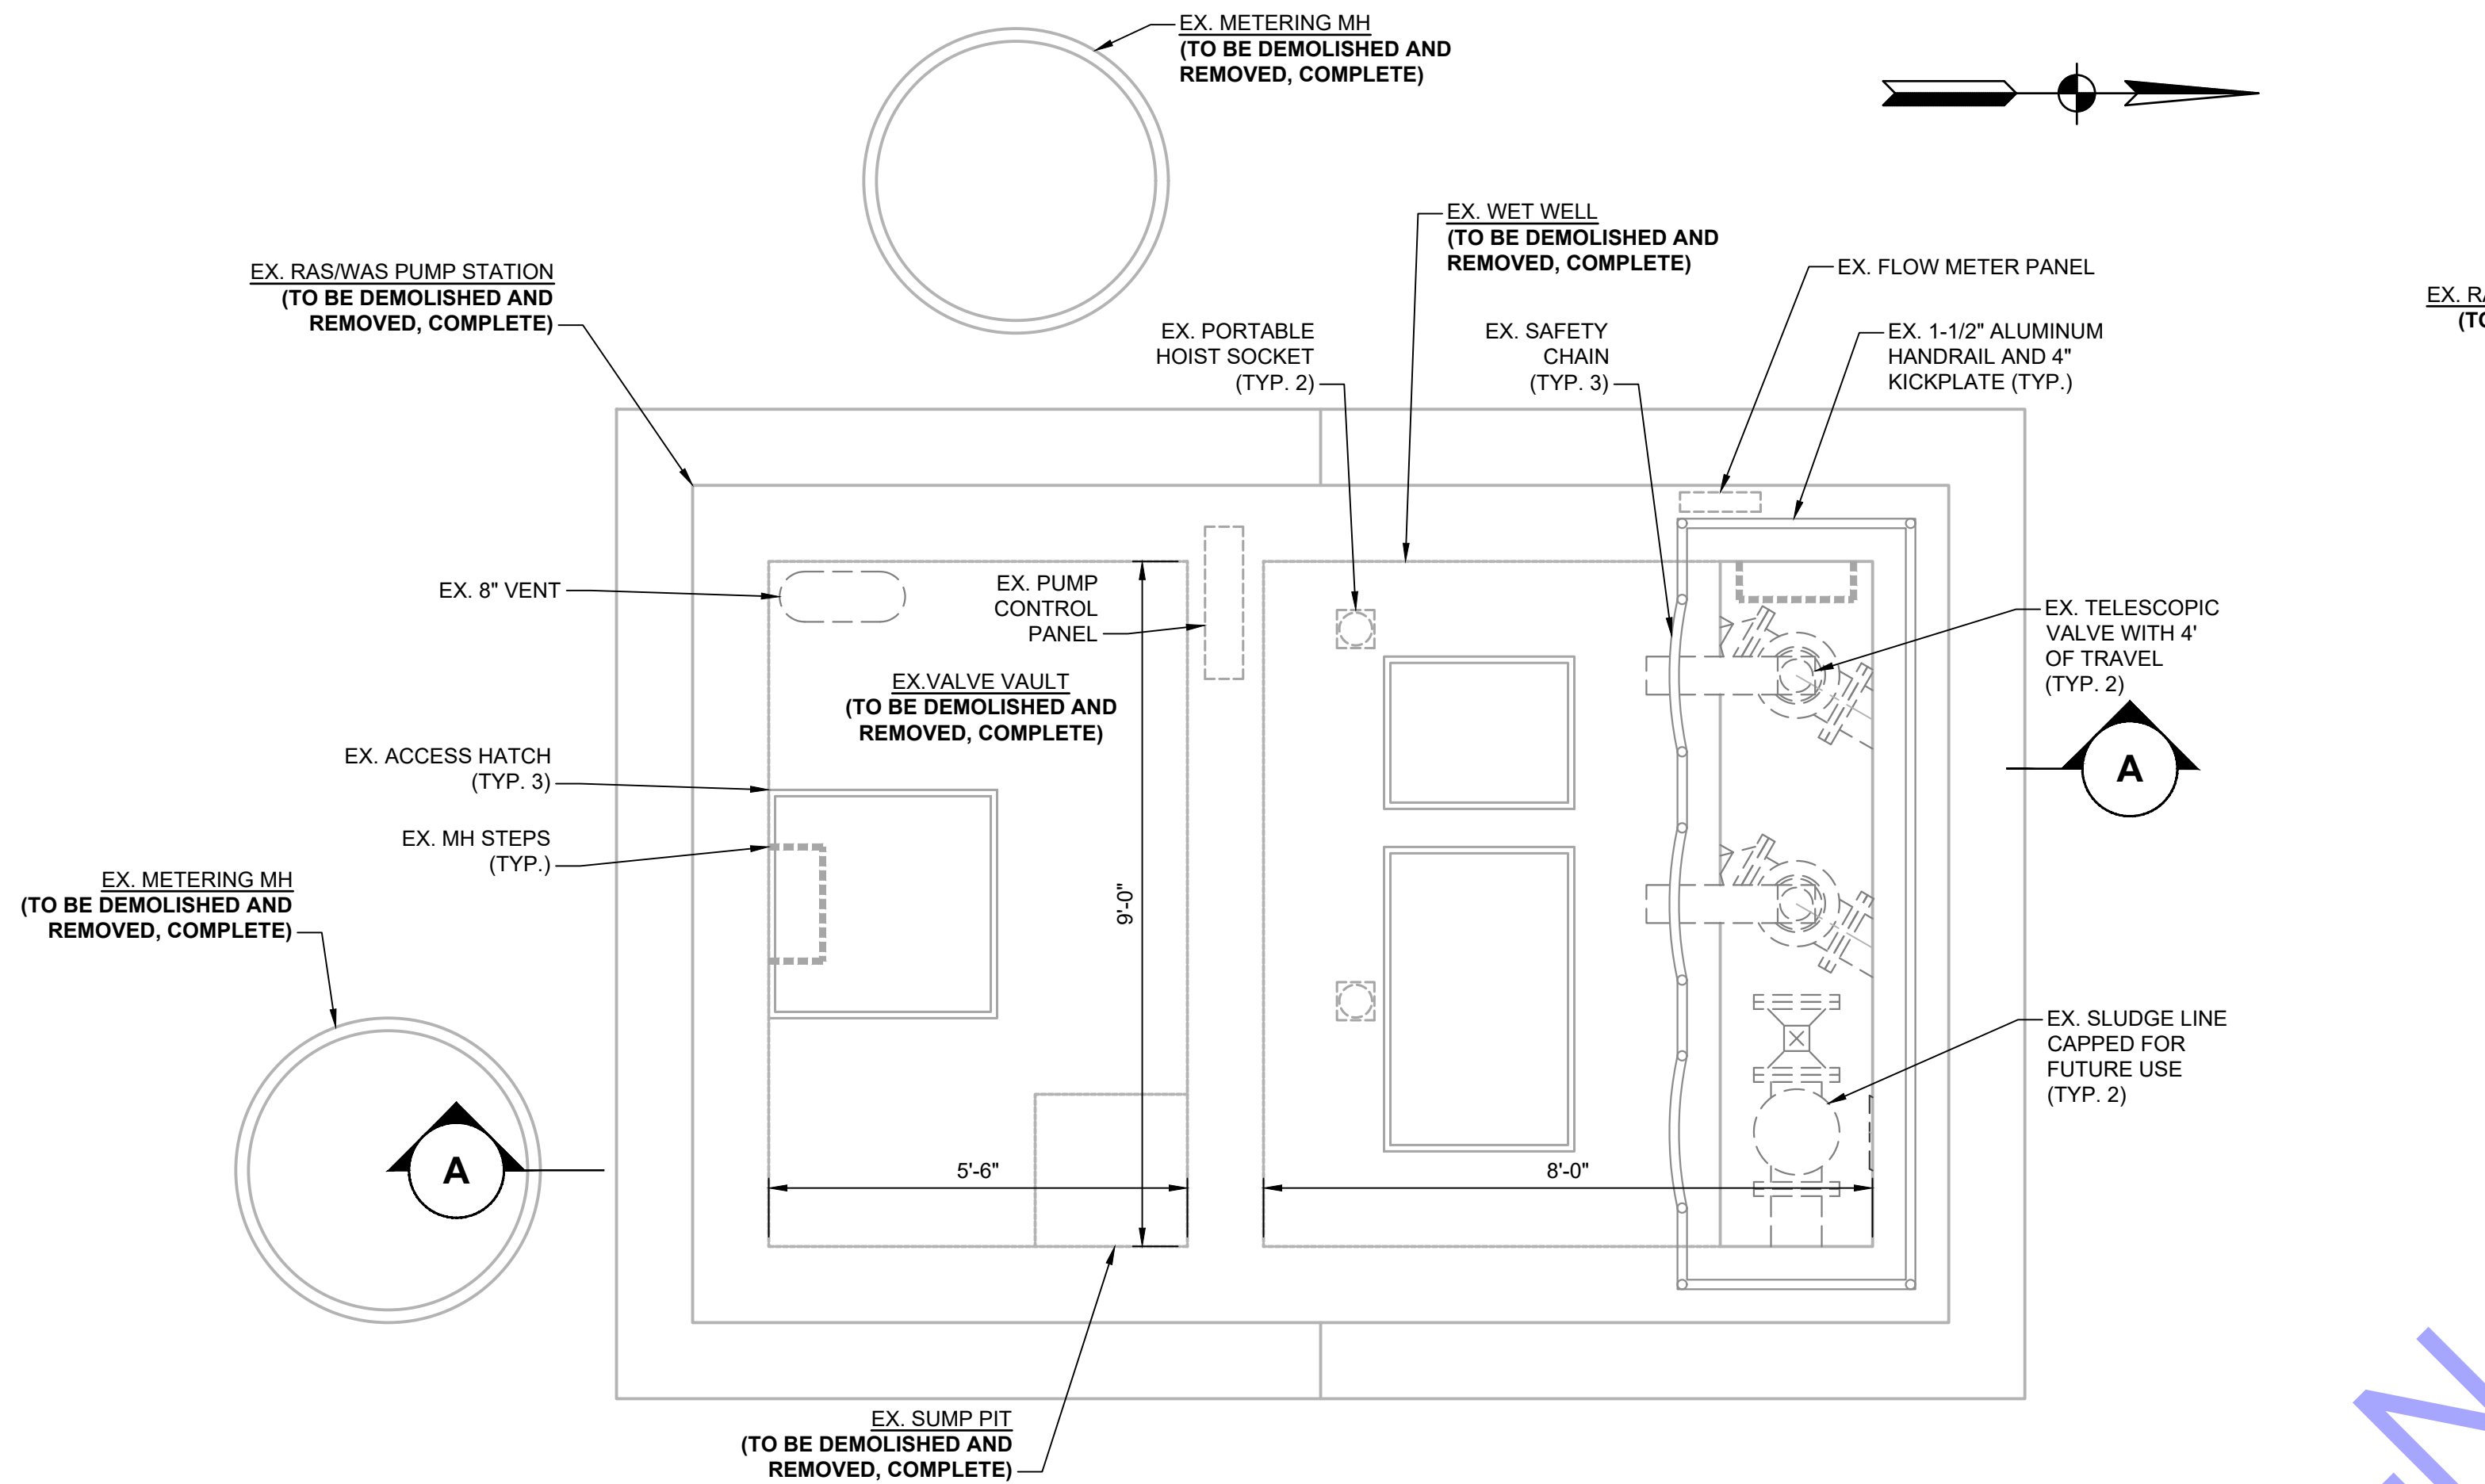 EX. METERING MH
(TO BE DEMOLISHED AND
REMOVED, COMPLETE)
EX. WET WELL
(TO BE DEMOLISHED AND
REMOVED, COMPLETE)
EX. RAS/WAS PUMP STATION
(TO BE DEMOLISHED AND
REMOVED, COMPLETE)
EX. FLOW METER PANEL
EX. PORTABLE
HOIST SOCKET
(TYP. 2)
EX. SAFETY
CHAIN
(TYP. 3)
EX. 1-1/2" ALUMINUM
HANDRAIL AND 4"
KICKPLATE (TYP.)
EX. 8" VENT
EX. PUMP
CONTROL
PANEL
EX. TELESCOPIC
VALVE WITH 4'
OF TRAVEL
(TYP. 2)
EX.VALVE VAULT
(TO BE DEMOLISHED AND
REMOVED, COMPLETE)
A
EX. ACCESS HATCH
(TYP. 3)
EX. MH STEPS
(TYP.)
9'-0"
EX. METERING MH
(TO BE DEMOLISHED AND
REMOVED, COMPLETE)
EX. SLUDGE LINE
CAPPED FOR
FUTURE USE
(TYP. 2)
A
5'-6"
8'-0"
EX. SUMP PIT
(TO BE DEMOLISHED AND
REMOVED, COMPLETE)